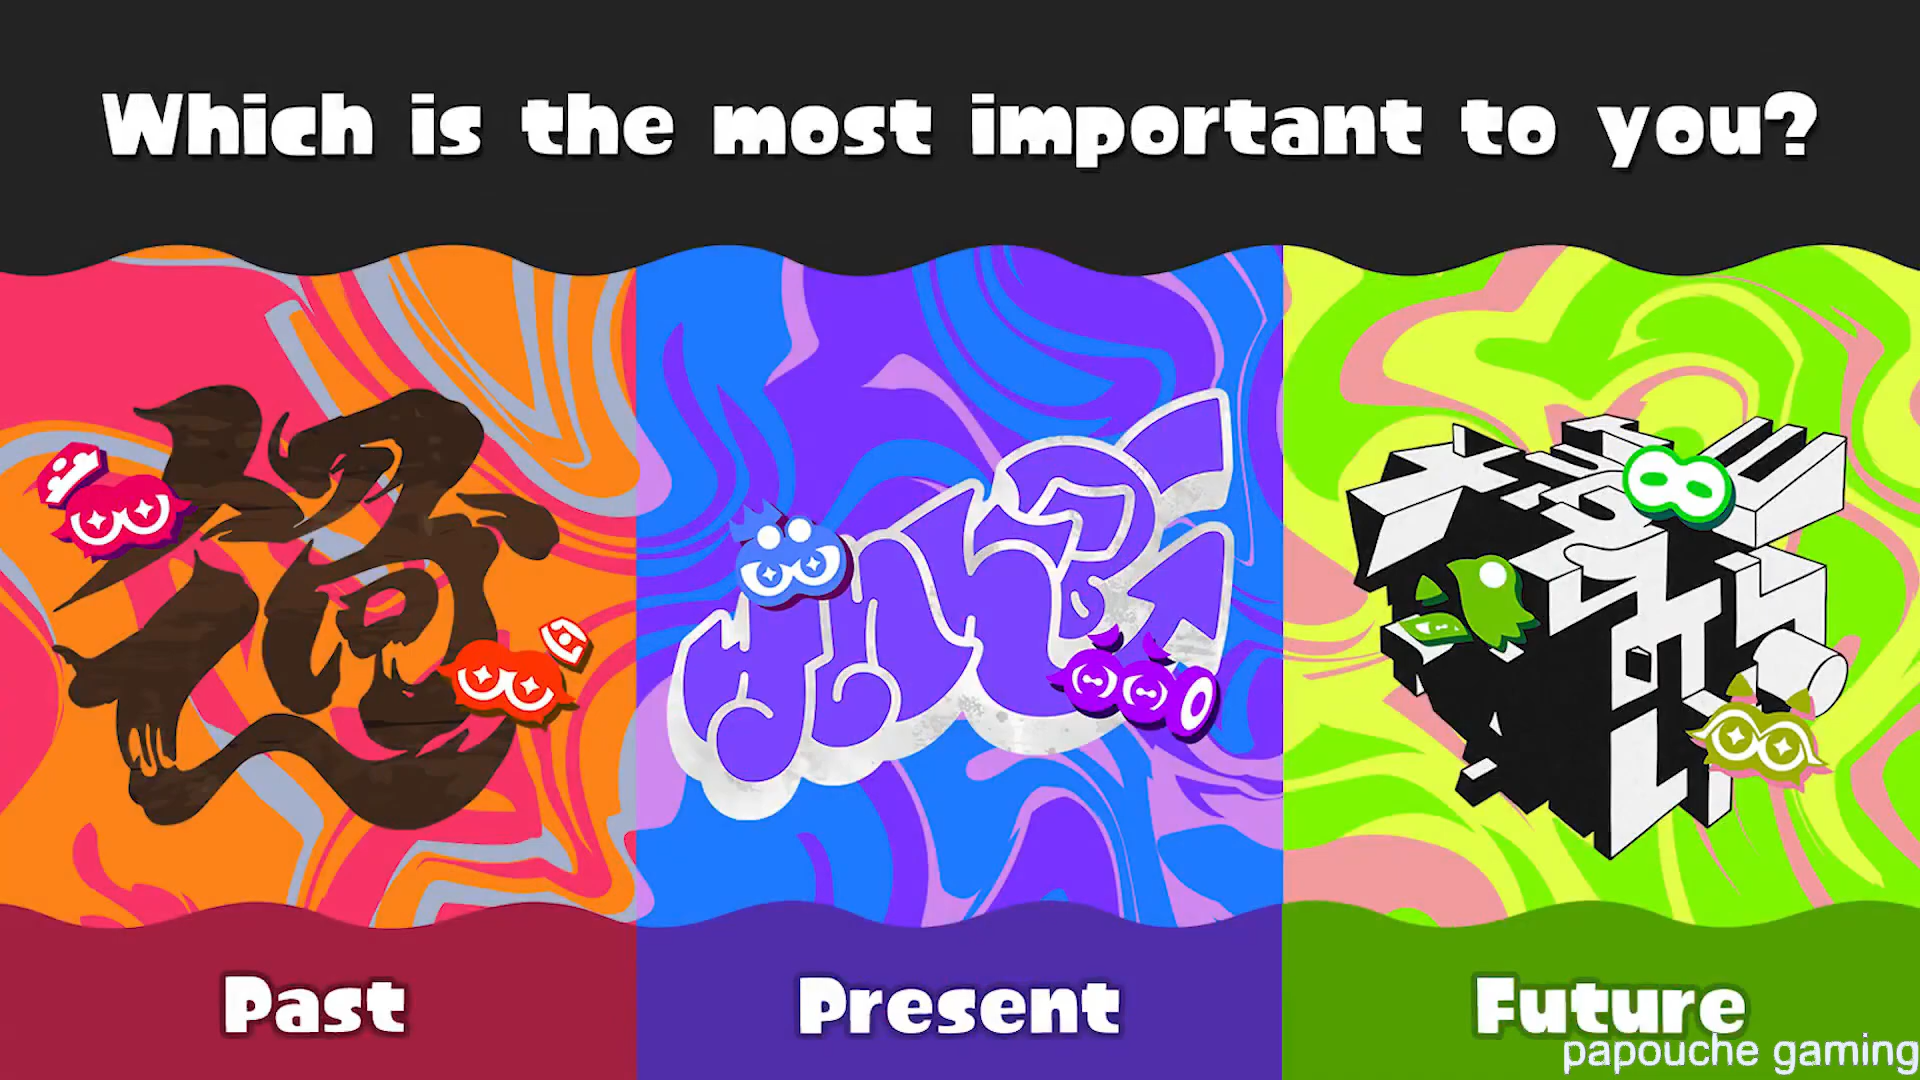 Which is the most important to you?
Past
Present
Future
papouche gaming